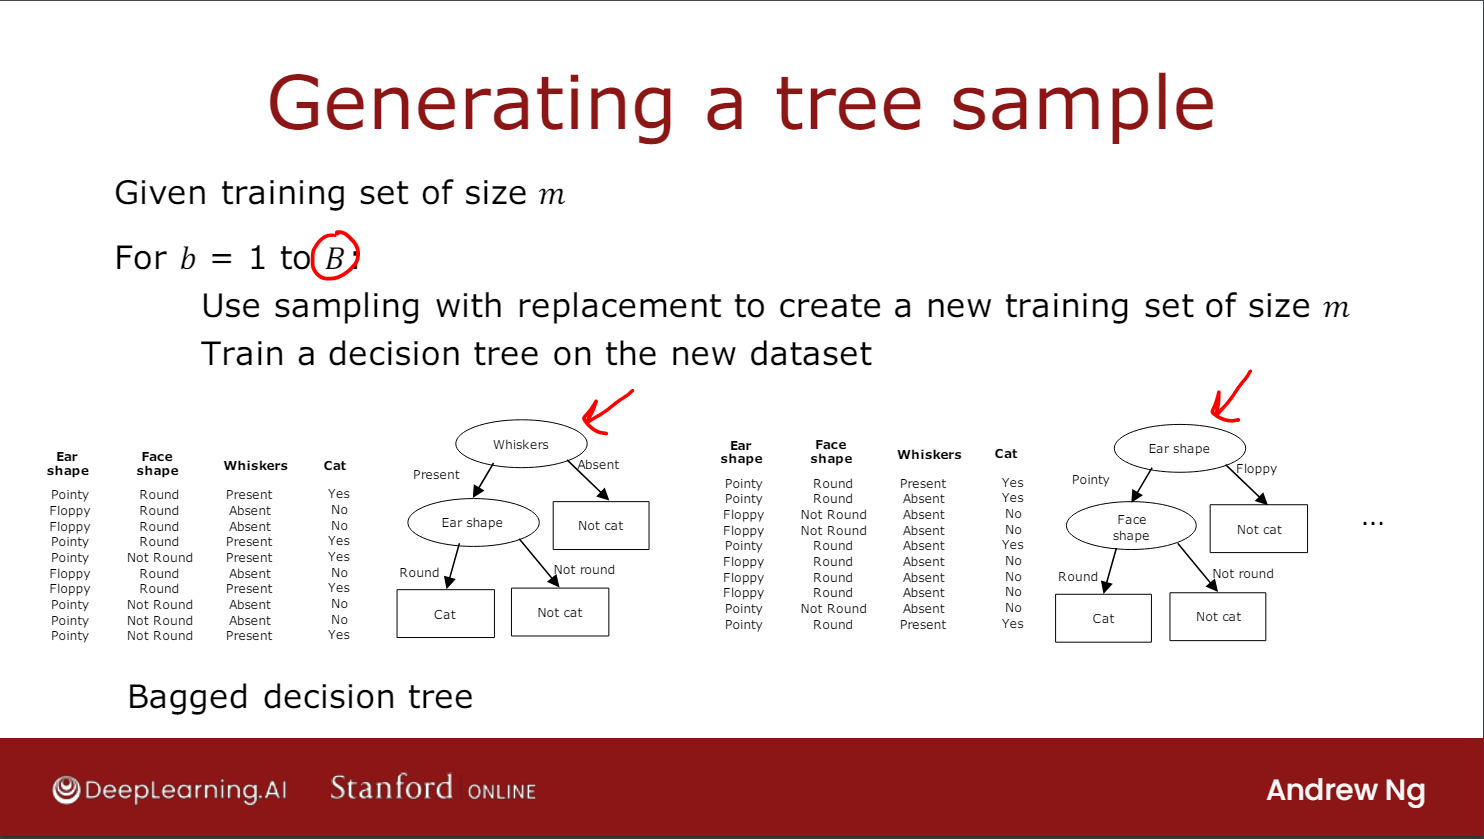 Generating a tree sample
Given training set of size m
For b = 1 to B:
Use sampling with replacement to create a new training set of size m
Train a decision tree on the new dataset
Ear shape Face shape Whiskers Cat
Pointy Round Present Yes
Floppy Round Absent No
Floppy Round Absent No
Pointy Round Present Yes
Pointy Not Round Present Yes
Floppy Round Absent No
Floppy Round Present Yes
Pointy Not Round Absent No
Pointy Not Round Absent No
Pointy Not Round Present Yes
Whiskers
Present
Absent
Ear shape
Not cat
Round
Not round
Cat
Not cat
Ear shape Face shape Whiskers Cat
Pointy Round Present Yes
Pointy Round Absent Yes
Floppy Not Round Absent No
Floppy Not Round Absent No
Pointy Round Absent Yes
Floppy Round Absent No
Floppy Round Absent No
Floppy Round Absent No
Pointy Not Round Absent No
Pointy Round Present Yes
Ear shape
Pointy
Floppy
Face
shape
Not cat
Round
Not round
Cat
Not cat
...
Bagged decision tree
DeepLearning.AI
Stanford ONLINE
Andrew Ng